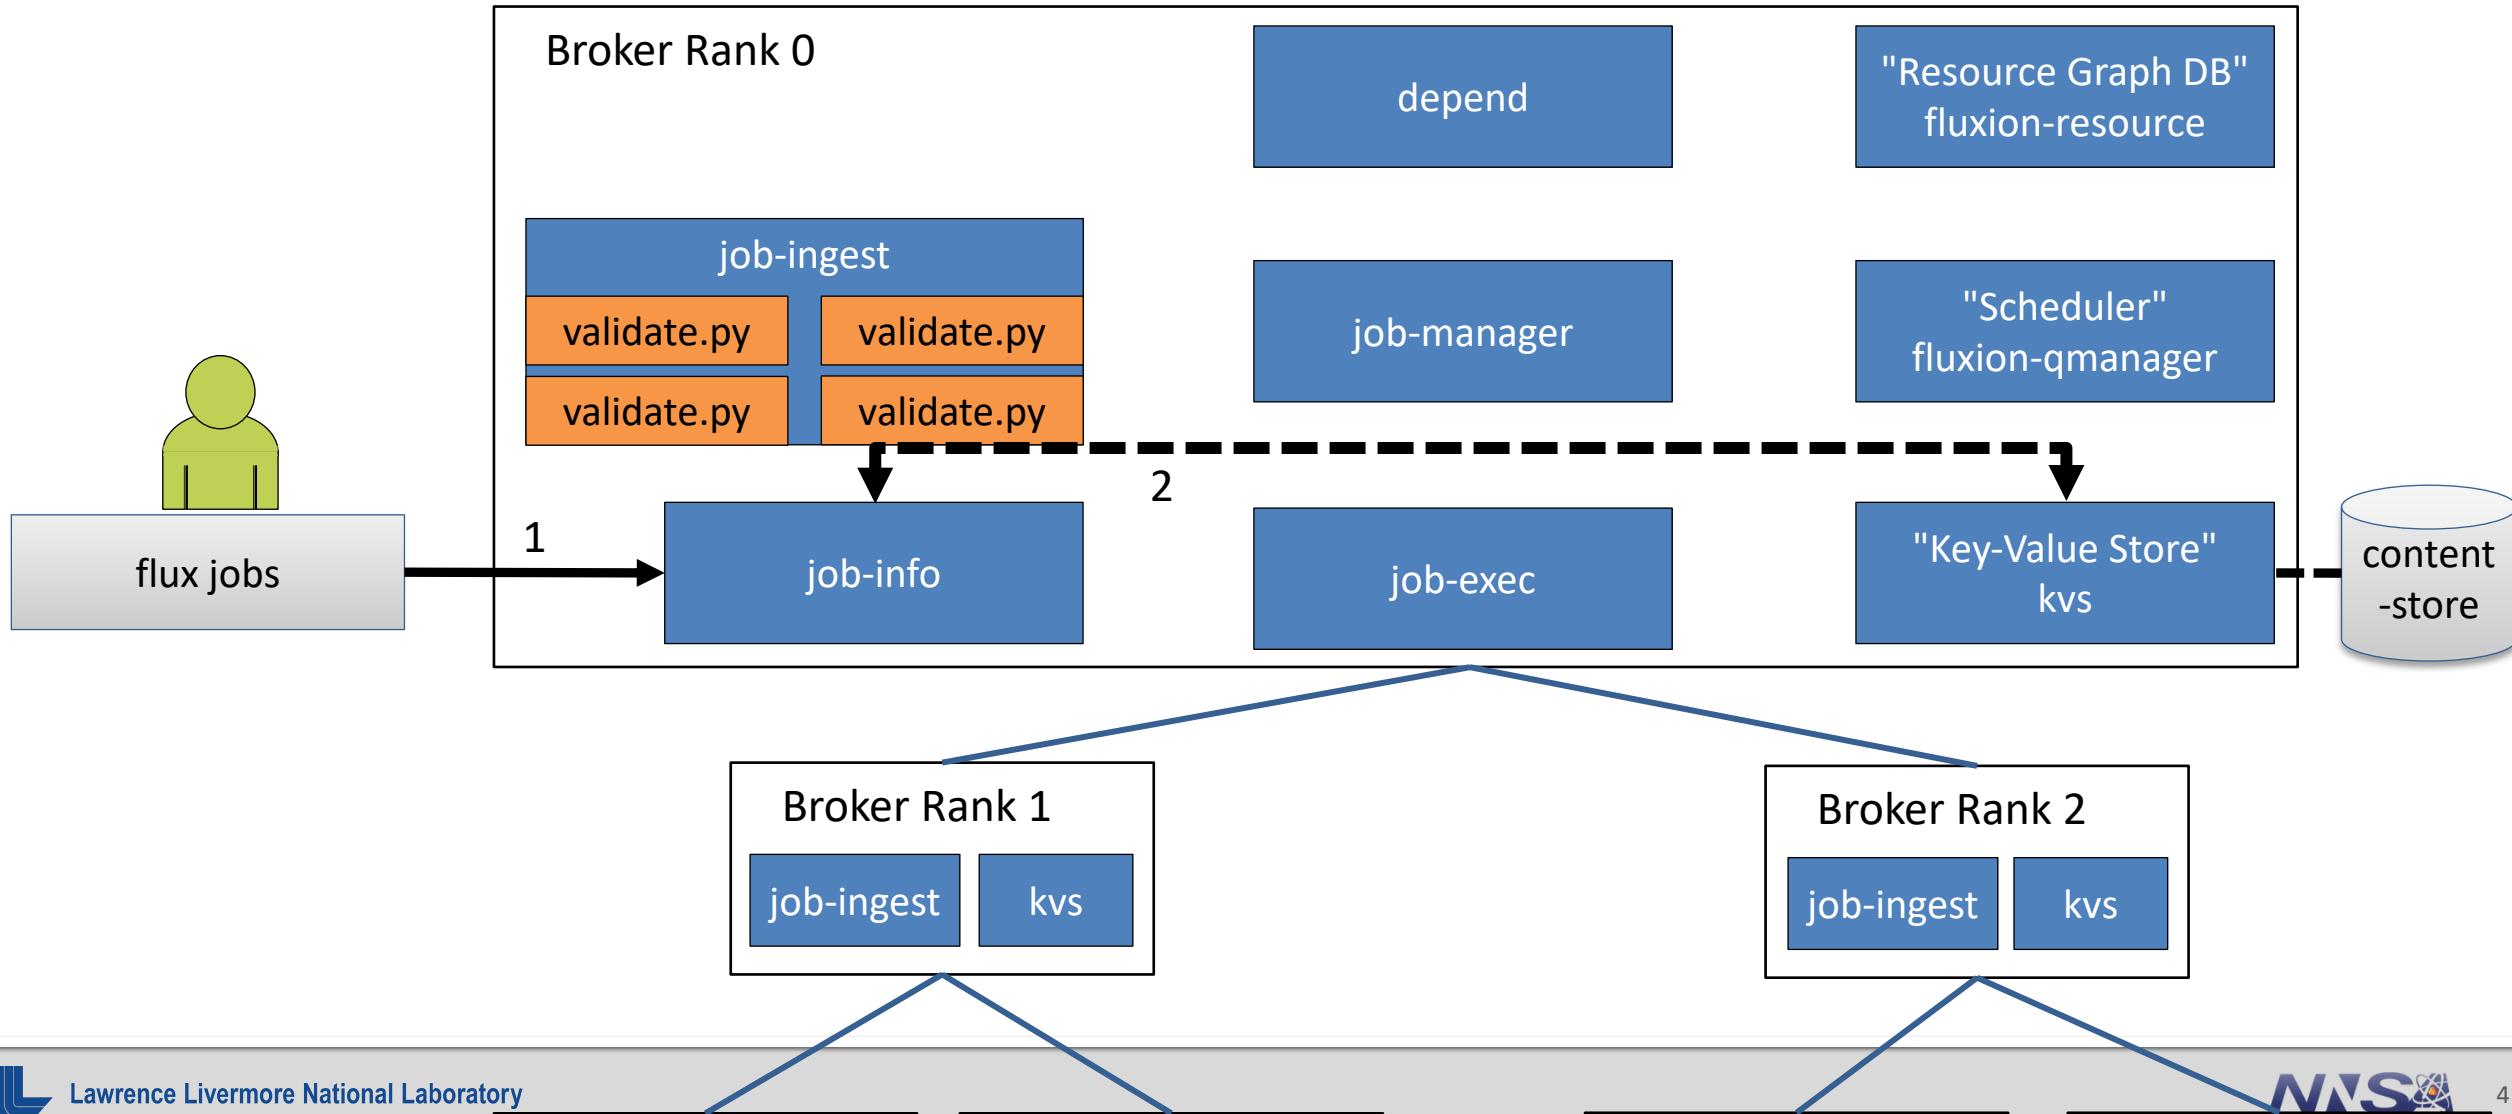 Broker Rank 0
depend
"Resource Graph DB"
fluxion-resource
job-ingest
validate.py
validate.py
validate.py
validate.py
job-manager
"Scheduler"
fluxion-qmanager
2
flux jobs
1
job-info
job-exec
"Key-Value Store"
kvs
content
-store
Broker Rank 1
job-ingest
kvs
Broker Rank 2
job-ingest
kvs
Lawrence Livermore National Laboratory
NNSA
4